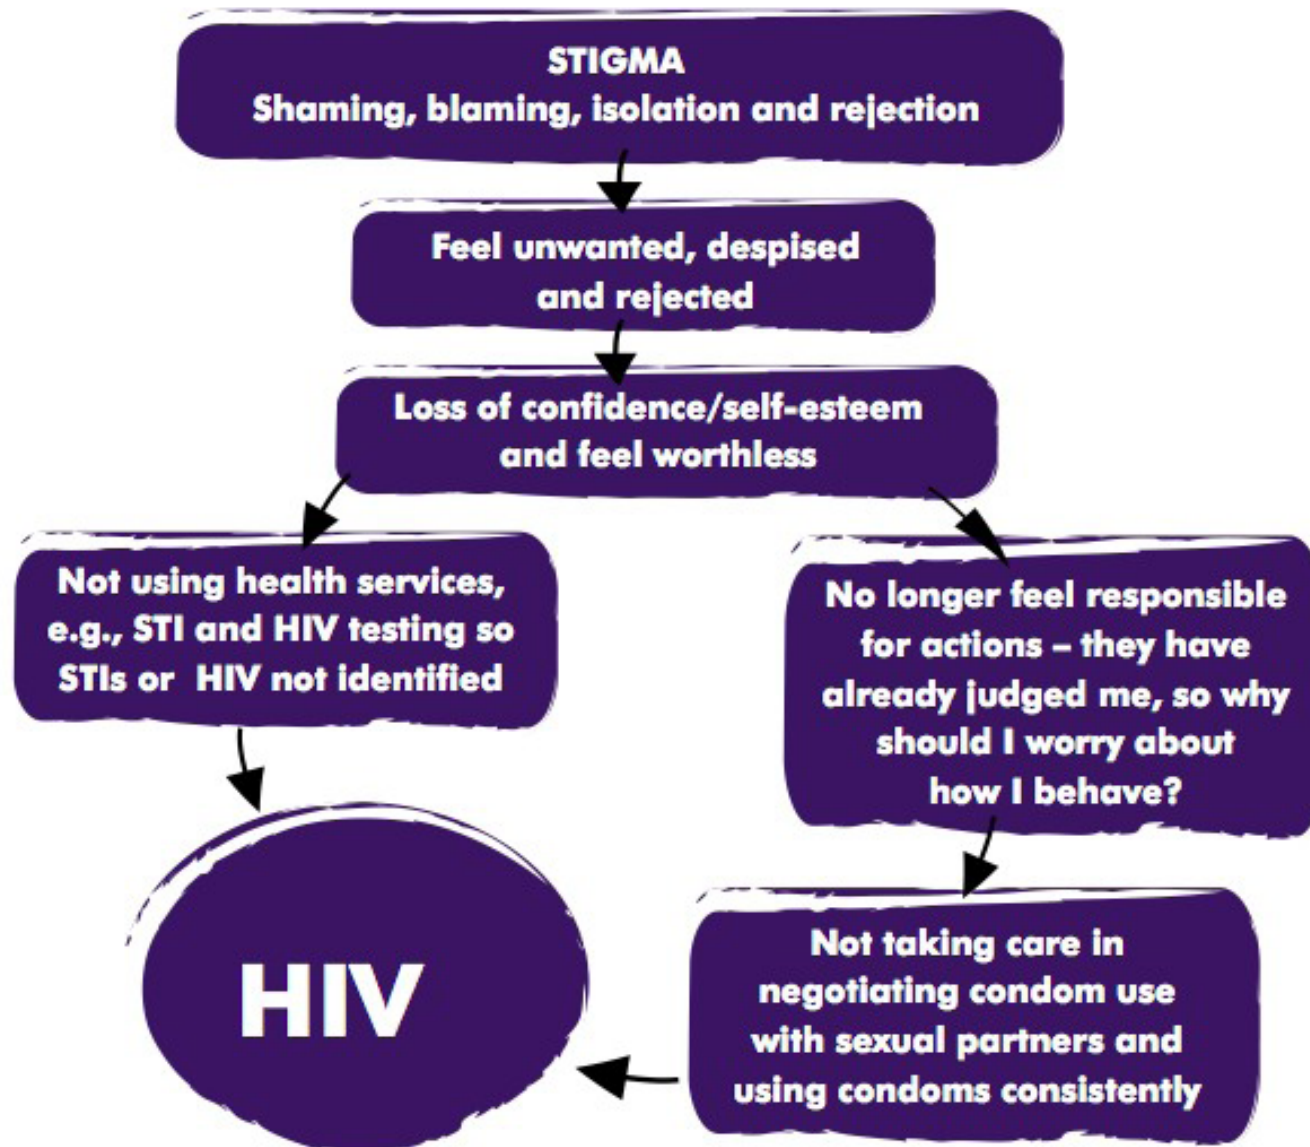 STIGMA
Shaming, blaming, isolation and rejection
Feel unwanted, despised
and rejected
Loss of confidence/self-esteem
and feel worthless
Not using health services,
e.g., STI and HIV testing so
STIs or  HIV not identified
No longer feel responsible
for actions – they have
already judged me, so why
should I worry about
how I behave?
Not taking care in
negotiating condom use
with sexual partners and
using condoms consistently
HIV